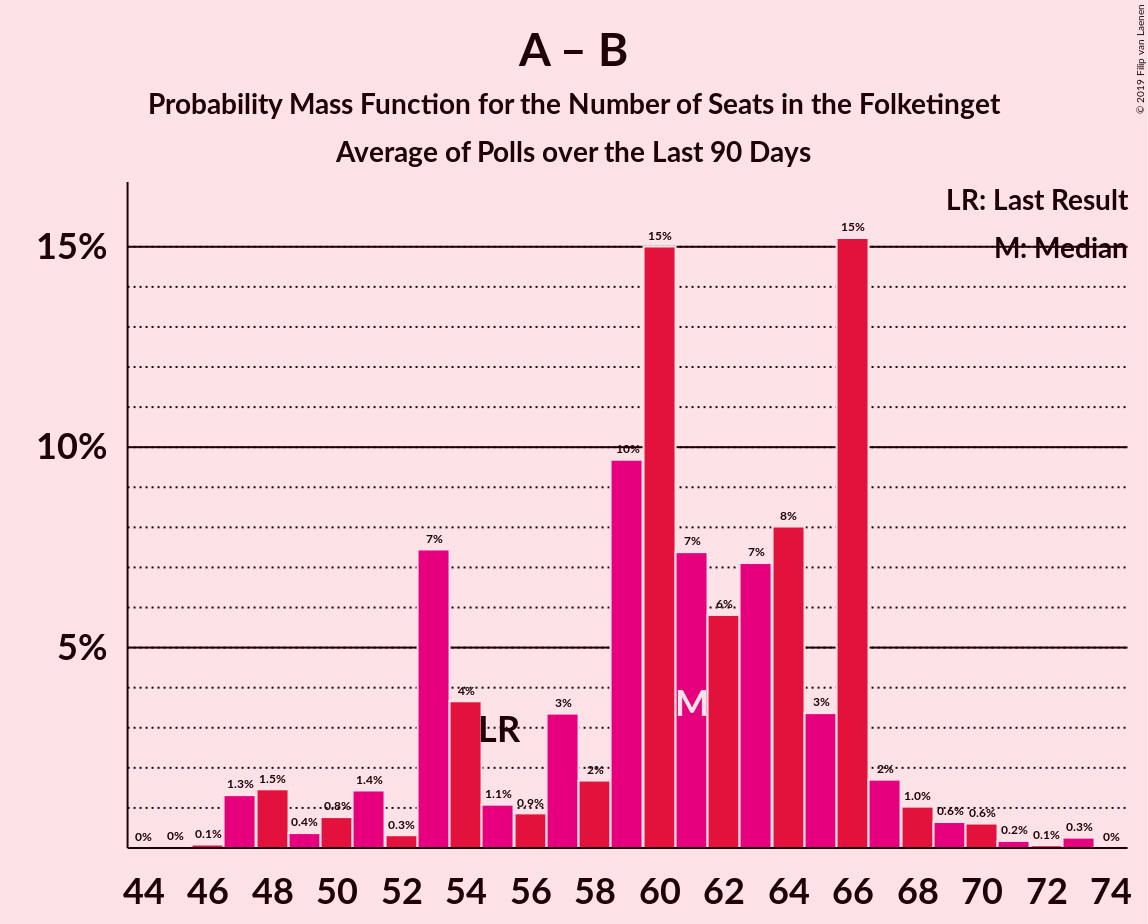 © 2019 Filip van Laenen
A – B
Probability Mass Function for the Number of Seats in the Folketinget
Average of Polls over the Last 90 Days
LR: Last Result
M: Median
15%
10%
5%
0% 0% 0.1% 1.3% 1.5% 0.4% 0.8% 1.4% 0.3% 7% 4% 1.1% 0.9% 3% 2% 10% 15% 7% 6% 7% 8% 3% 15% 2% 1.0% 0.6% 0.6% 0.2% 0.1% 0.3% 0%
LR
M
44 46 48 50 52 54 56 58 60 62 64 66 68 70 72 74